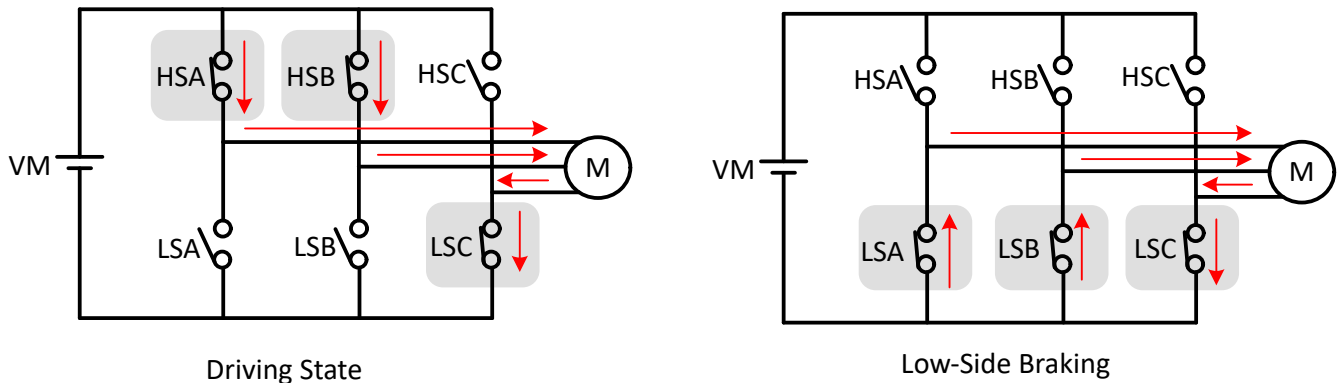 HSA
HSB
HSC
VM
M
LSA
LSB
LSC
Driving State
HSA
HSB
HSC
VM
M
LSA
LSB
LSC
Low-Side Braking